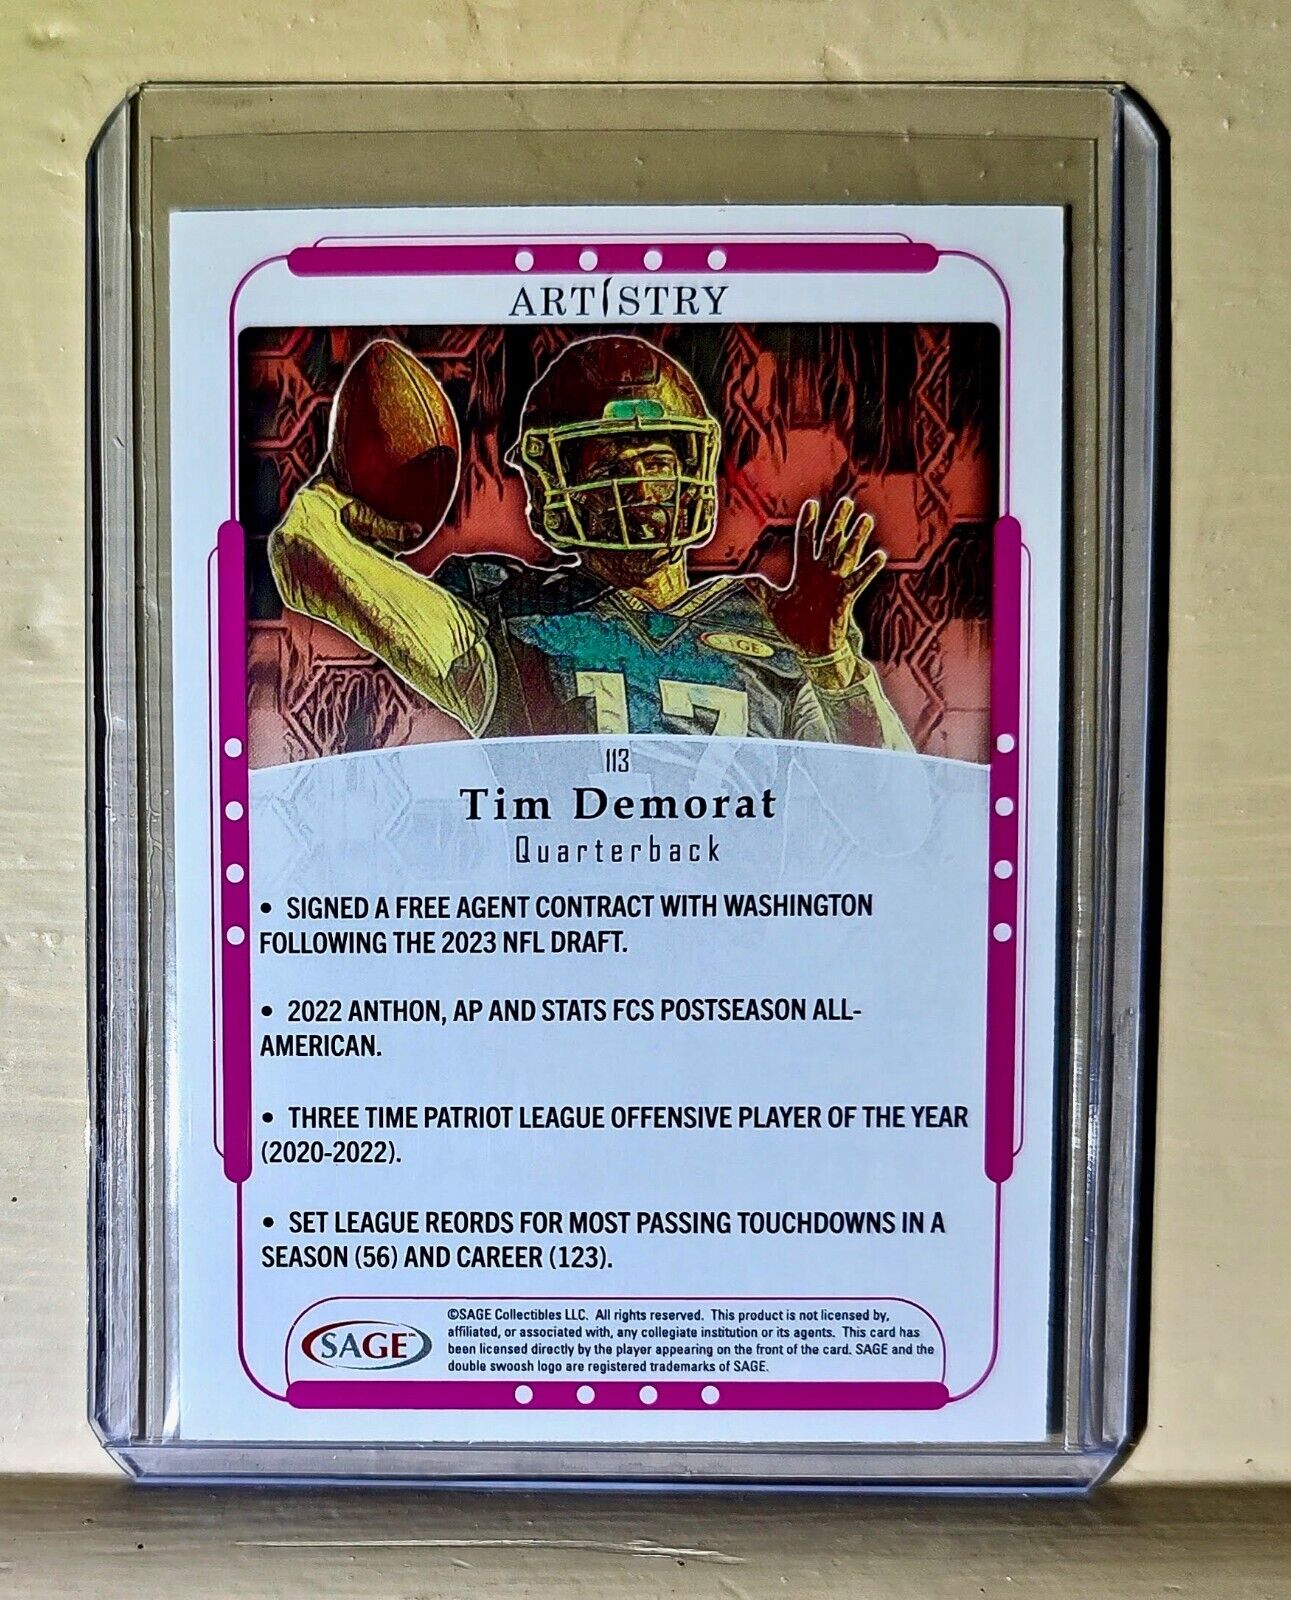 ARTISTRY
SAGE
17
113
Tim Demorat
Quarterback
• SIGNED A FREE AGENT CONTRACT WITH WASHINGTON
FOLLOWING THE 2023 NFL DRAFT.
• 2022 ANTHON, AP AND STATS FCS POSTSEASON ALL-
AMERICAN.
• THREE TIME PATRIOT LEAGUE OFFENSIVE PLAYER OF THE YEAR
(2020-2022).
• SET LEAGUE REORDS FOR MOST PASSING TOUCHDOWNS IN A
SEASON (56) AND CAREER (123).
SAGE™
©SAGE Collectibles LLC. All rights reserved. This product is not licensed by,
affiliated, or associated with, any collegiate institution or its agents. This card has
been licensed directly by the player appearing on the front of the card. SAGE and the
double swoosh logo are registered trademarks of SAGE.